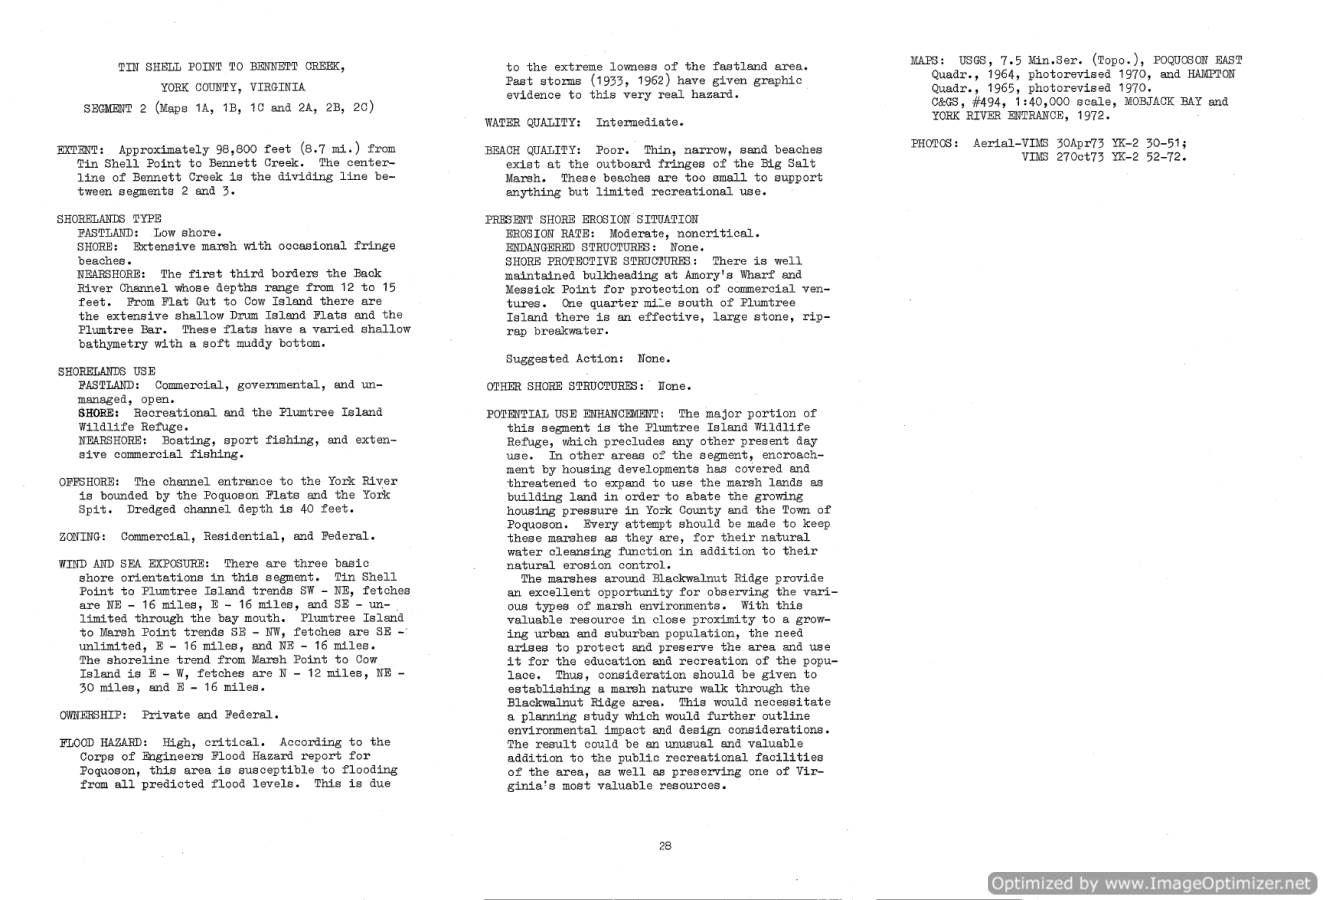 TIN SHELL POINT TO BENNETT CREEK,
YORK COUNTY, VIRGINIA
SEGMENT 2 (Maps 1A, 1B, 1C and 2A, 2B, 2C)
EXTENT: Approximately 98,800 feet (8.7 mi.) from
Tin Shell Point to Bennett Creek. The center-
line of Bennett Creek is the dividing line be-
tween segments 2 and 3.
SHORELANDS TYPE
FASTLAND: Low shore.
SHORE: Extensive marsh with occasional fringe
beaches.
NEARSHORE: The first third borders the Back
River Channel whose depths range from 12 to 15
feet. From Flat Gut to Cow Island there are
the extensive shallow Drum Island Flats and the
Plumtree Bar. These flats have a varied shallow
bathymetry with a soft muddy bottom.
SHORELANDS USE
FASTLAND: Commercial, governmental, and un-
managed, open.
SHORE: Recreational and the Plumtree Island
Wildlife Refuge.
NEARSHORE: Boating, sport fishing, and exten-
sive commercial fishing.
OFFSHORE: The channel entrance to the York River
is bounded by the Poquoson Flats and the York
Spit. Dredged channel depth is 40 feet.
ZONING: Commercial, Residential, and Federal.
WIND AND SEA EXPOSURE: There are three basic
shore orientations in this segment. Tin Shell
Point to Plumtree Island trends SW - NE, fetches
are NE - 16 miles, E - 16 miles, and SE - un-
limited through the bay mouth. Plumtree Island
to Marsh Point trends SE - NW, fetches are SE -
unlimited, E - 16 miles, and NE - 16 miles.
The shoreline trend from Marsh Point to Cow
Island is E - W, fetches are N - 12 miles, NE -
30 miles, and E - 16 miles.
OWNERSHIP: Private and Federal.
FLOOD HAZARD: High, critical. According to the
Corps of Engineers Flood Hazard report for
Poquoson, this area is susceptible to flooding
from all predicted flood levels. This is due
to the extreme lowness of the fastland area.
Past storms (1933, 1962) have given graphic
evidence to this very real hazard.
WATER QUALITY: Intermediate.
BEACH QUALITY: Poor. Thin, narrow, sand beaches
exist at the outboard fringes of the Big Salt
Marsh. These beaches are too small to support
anything but limited recreational use.
PRESENT SHORE EROSION SITUATION
EROSION RATE: Moderate, noncritical.
ENDANGERED STRUCTURES: None.
SHORE PROTECTIVE STRUCTURES: There is well
maintained bulkheading at Amory's Wharf and
Messick Point for protection of commercial ven-
tures. One quarter mile south of Plumtree
Island there is an effective, large stone, rip-
rap breakwater.
Suggested Action: None.
OTHER SHORE STRUCTURES: None.
POTENTIAL USE ENHANCEMENT: The major portion of
this segment is the Plumtree Island Wildlife
Refuge, which precludes any other present day
use. In other areas of the segment, encroach-
ment by housing developments has covered and
threatened to expand to use the marsh lands as
building land in order to abate the growing
housing pressure in York County and the Town of
Poquoson. Every attempt should be made to keep
these marshes as they are, for their natural
water cleansing function in addition to their
natural erosion control.
The marshes around Blackwalnut Ridge provide
an excellent opportunity for observing the vari-
ous types of marsh environments. With this
valuable resource in close proximity to a grow-
ing urban and suburban population, the need
arises to protect and preserve the area and use
it for the education and recreation of the popu-
lace. Thus, consideration should be given to
establishing a marsh nature walk through the
Blackwalnut Ridge area. This would necessitate
a planning study which would further outline
environmental impact and design considerations.
The result could be an unusual and valuable
addition to the public recreational facilities
of the area, as well as preserving one of Vir-
ginia's most valuable resources.
MAPS: USGS, 7.5 Min.Ser. (Topo.), POQUOSON EAST
Quadr., 1964, photorevised 1970, and HAMPTON
Quadr., 1965, photorevised 1970.
C&GS, #494, 1:40,000 scale, MOBJACK BAY and
YORK RIVER ENTRANCE, 1972.
PHOTOS: Aerial-VIMS 30Apr73 YK-2 30-51;
VIMS 27Oct73 YK-2 52-72.
28
Optimized by www.ImageOptimizer.net